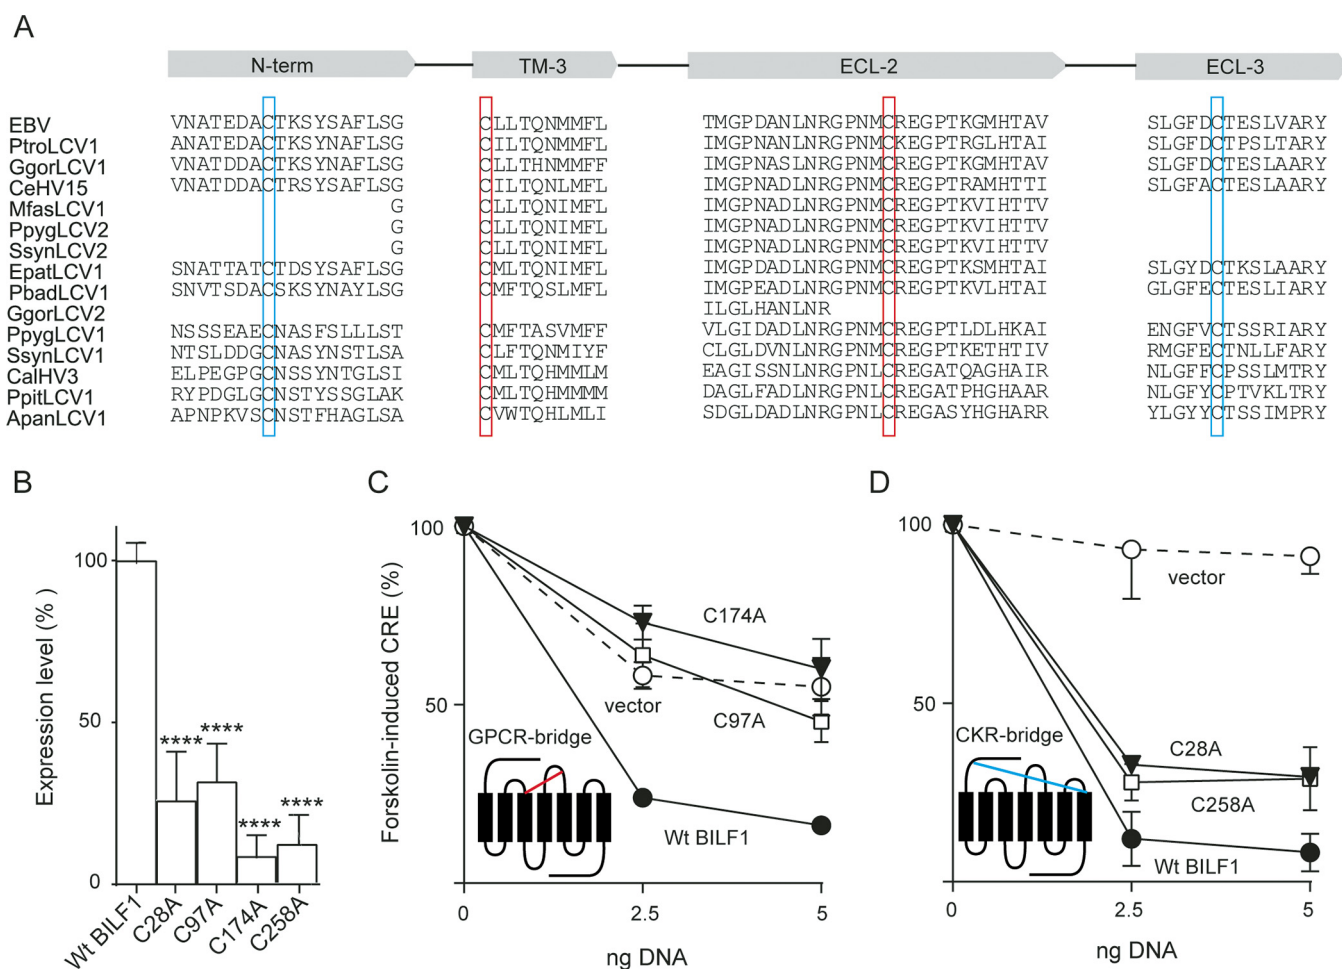 A
N-term TM-3 ECL-2 ECL-3
EBV VNATEDACTKSYSAFLSG CLLTQNMMFL TMGPDANLNRGPNMCREGPTKGMHTAV SLGFDCTESLVARY
PtroLCV1 ANATEDACTKSYNAFLSG CILTQNMMFL IMGPNANLNRGPNMCKEGPTRGLHTAI SLGFDCTPSLTARY
GgorLCV1 VNATDDACTKSYNAFLSG CLLTHNMMFF IMGPNASLNRGPNMCREGPTKGMHTAV SLGFDCTESLAARY
CeHV15 VNATDDACTRSYSAFLSG CILTQNLMFL IMGPNADLNRGPNMCREGPTRAMHTTI SLGFACTESLAARY
MfasLCV1 G CLLTQNIMFL IMGPNADLNRGPNMCREGPTKVIHTTV
PpygLCV2 G CLLTQNIMFL IMGPNADLNRGPNMCREGPTKVIHTTV
SsynLCV2 G CLLTQNIMFL IMGPNADLNRGPNMCREGPTKVIHTTV
EpatLCV1 SNATTATCTDSYSAFLSG CMLTQNIMFL IMGPDADLNRGPNMCREGPTKSMHTAI SLGYDCTKSLAARY
PbadLCV1 SNVTSDACSKSYNAYLSG CMFTQSLMFL IMGPEADLNRGPNMCREGPTKVLHTAI GLGFECTESLIARY
GgorLCV2 ILGLHANLNR
PpygLCV1 NSSSEAECNASFSLLLST CMFTASVMFF VLGIDADLNRGPNMCREGPTLDLHKAI ENGFVCTSSRIARY
SsynLCV1 NTSLDDGCNASYNSTLSA CLFTQNMIYF CLGLDVNLNRGPNMCREGPTKETHTIV RMGFECTNLLFARY
CalHV3 ELPEGPGCNSSYNTGLSI CMLTQHMMLM EAGISSNLNRGPNMCREGATQAGHAIR NLGFFCPSSLMTRY
PpitLCV1 RYPDGLGCNSTYSSGLAK CMLTQHMMMM DAGLFADLNRGPNMCREGATPHGHAAR NLGFYCPTVKLTRY
ApanLCV1 APNPKVSCNSTFHAGLSA CVWTQHLMLI SDGLDADLNRGPNLCREGASYHGHARR YLGYYCTSSIMPRY
B
Expression level (%)
100
50
0
****
****
****
****
Wt BILF1
C28A
C97A
C174A
C258A
C
Forskolin-induced CRE (%)
100
50
C174A
vector
C97A
GPCR-bridge
Wt BILF1
0 2.5 5
ng DNA
D
100
50
vector
CKR-bridge
C28A
C258A
Wt BILF1
0 2.5 5
ng DNA